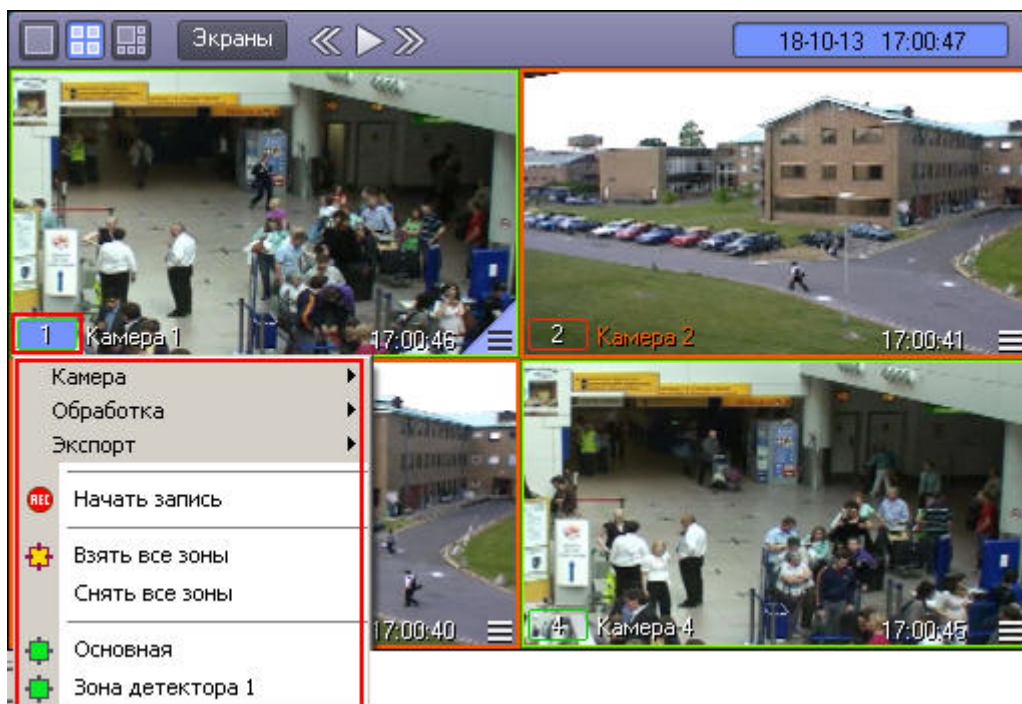 Экраны
18-10-13 17:00:47
1 Камера 1 17:00:46
2 Камера 2 17:00:41
Камера
Обработка
Экспорт
REC Начать запись
Взять все зоны
Снять все зоны
17:00:40
4 Камера 4 17:00:45
Основная
Зона детектора 1